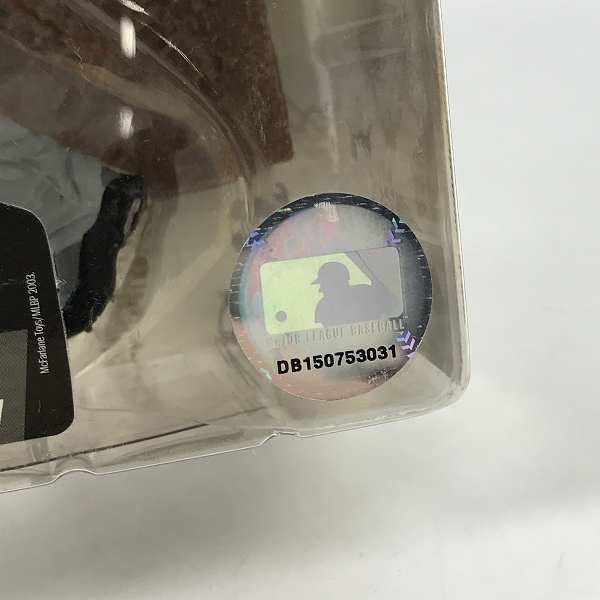 McFarlane Toys/MLBP 2003.
MAJOR LEAGUE BASEBALL
DB150753031